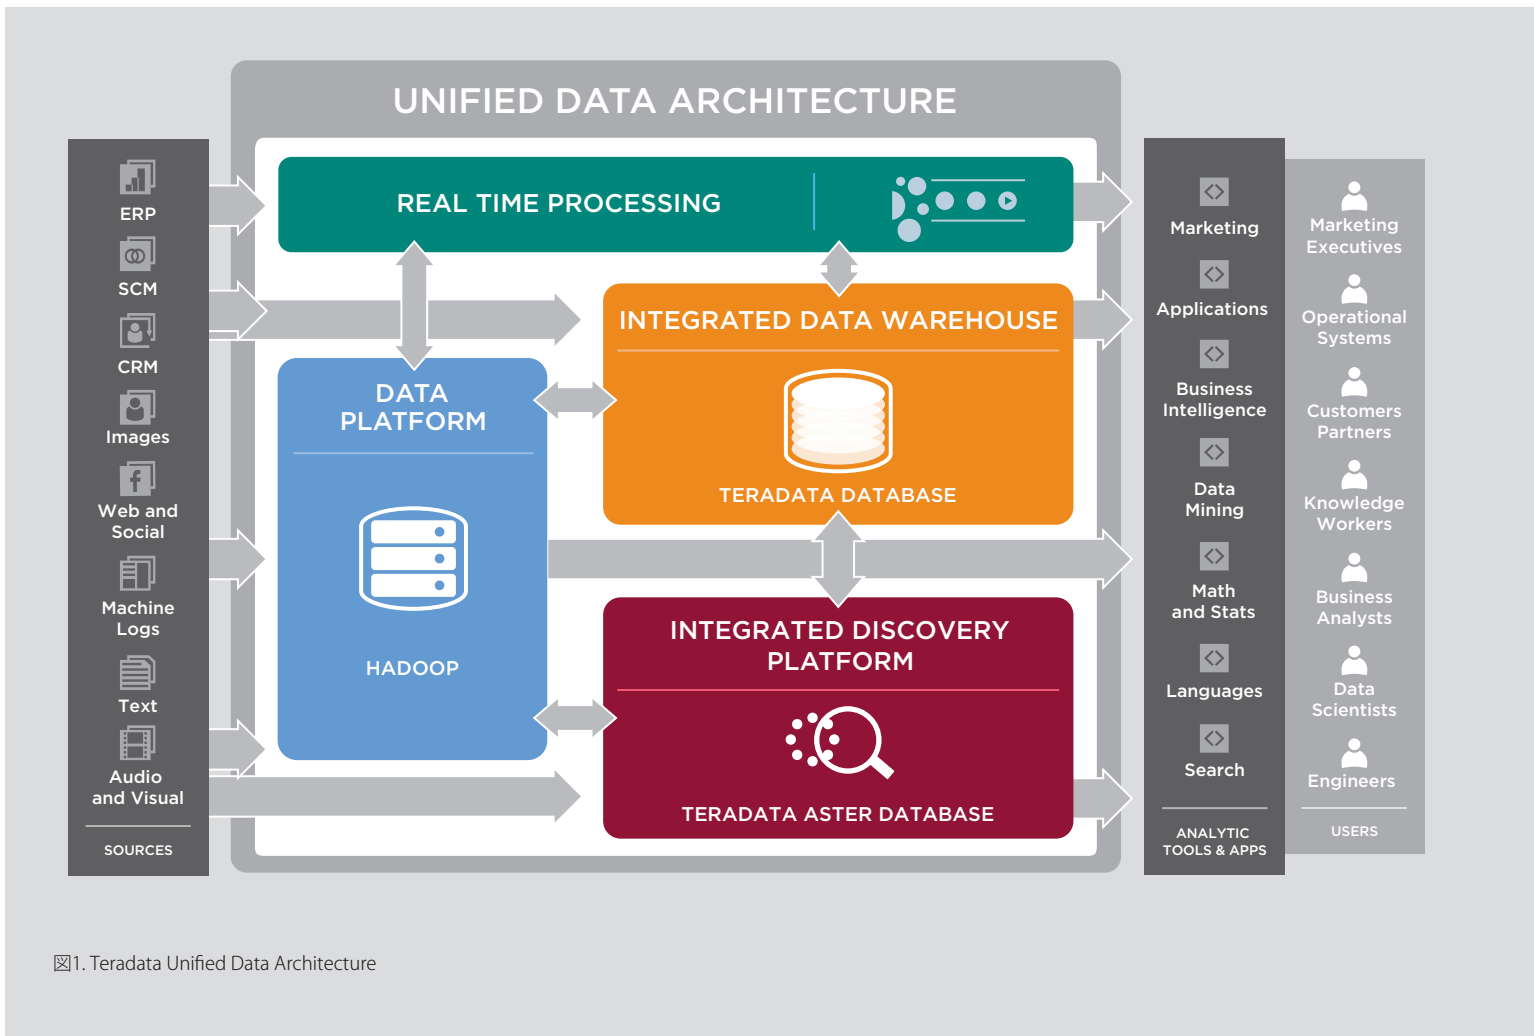 UNIFIED DATA ARCHITECTURE
ERP
SCM
CRM
Images
Web and
Social
Machine
Logs
Text
Audio
and Visual
SOURCES
REAL TIME PROCESSING
DATA
PLATFORM
HADOOP
INTEGRATED DATA WAREHOUSE
TERADATA DATABASE
INTEGRATED DISCOVERY
PLATFORM
TERADATA ASTER DATABASE
Marketing
Applications
Business
Intelligence
Data
Mining
Math
and Stats
Languages
Search
ANALYTIC
TOOLS & APPS
Marketing
Executives
Operational
Systems
Customers
Partners
Knowledge
Workers
Business
Analysts
Data
Scientists
Engineers
USERS
図1. Teradata Unified Data Architecture